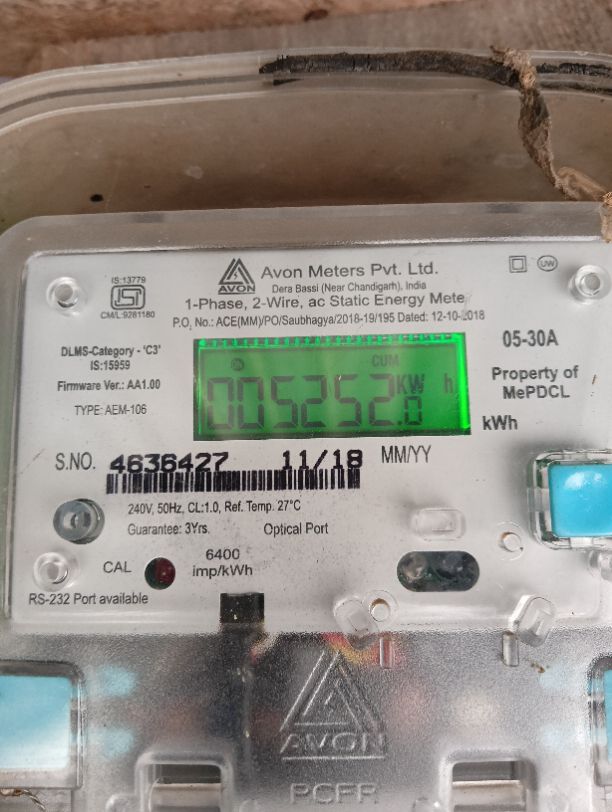 IS:13779
ISI
CM/L:9281180
AVON
Avon Meters Pvt. Ltd.
Dera Bassi (Near Chandigarh), India
1-Phase, 2-Wire, ac Static Energy Mete
P.O. No.: ACE(MM)/PO/Saubhagya/2018-19/195 Dated: 12-10-2018
UW
DLMS-Category - 'C3'
IS:15959
Firmware Ver.: AA1.00
TYPE: AEM-106
CUM
005252.0 KW h
05-30A
Property of
MePDCL
kWh
S.NO. 4636427 11/18 MM/YY
240V, 50Hz, CL:1.0, Ref. Temp. 27°C
Guarantee: 3Yrs. Optical Port
CAL 6400
imp/kWh
RS-232 Port available
AVON